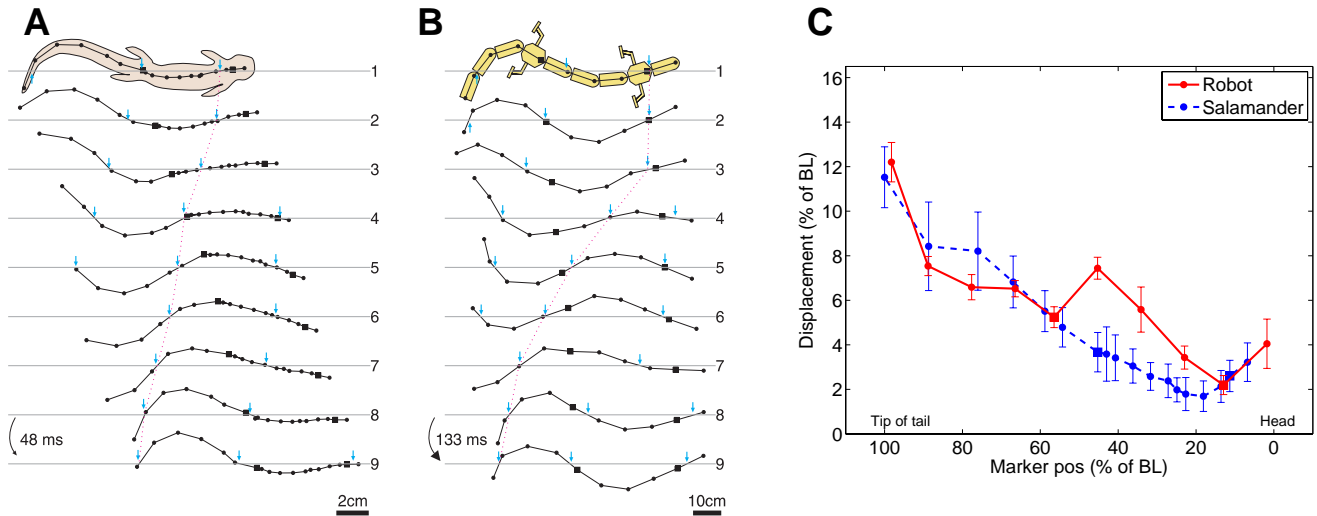 A
1
2
3
4
5
6
7
8
9
48 ms
2cm
B
1
2
3
4
5
6
7
8
9
133 ms
10cm
C
Robot
Salamander
16
14
12
10
8
6
4
2
0
Displacement (% of BL)
Tip of tail
Head
100
80
60
40
20
0
Marker pos (% of BL)